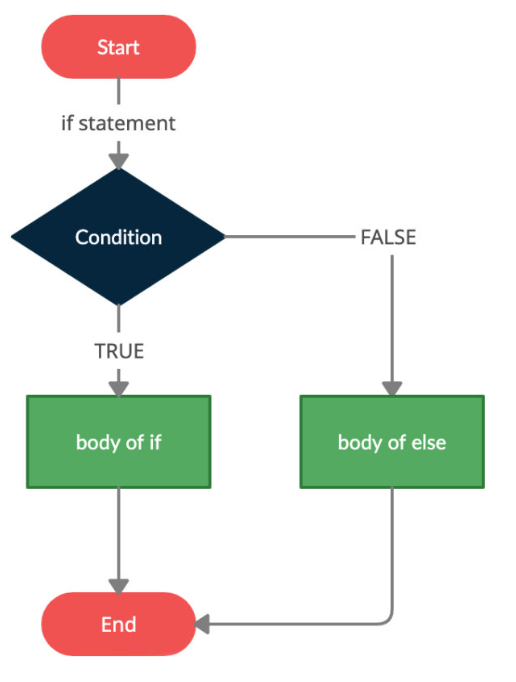 Start
if statement
Condition
FALSE
TRUE
body of if
body of else
End